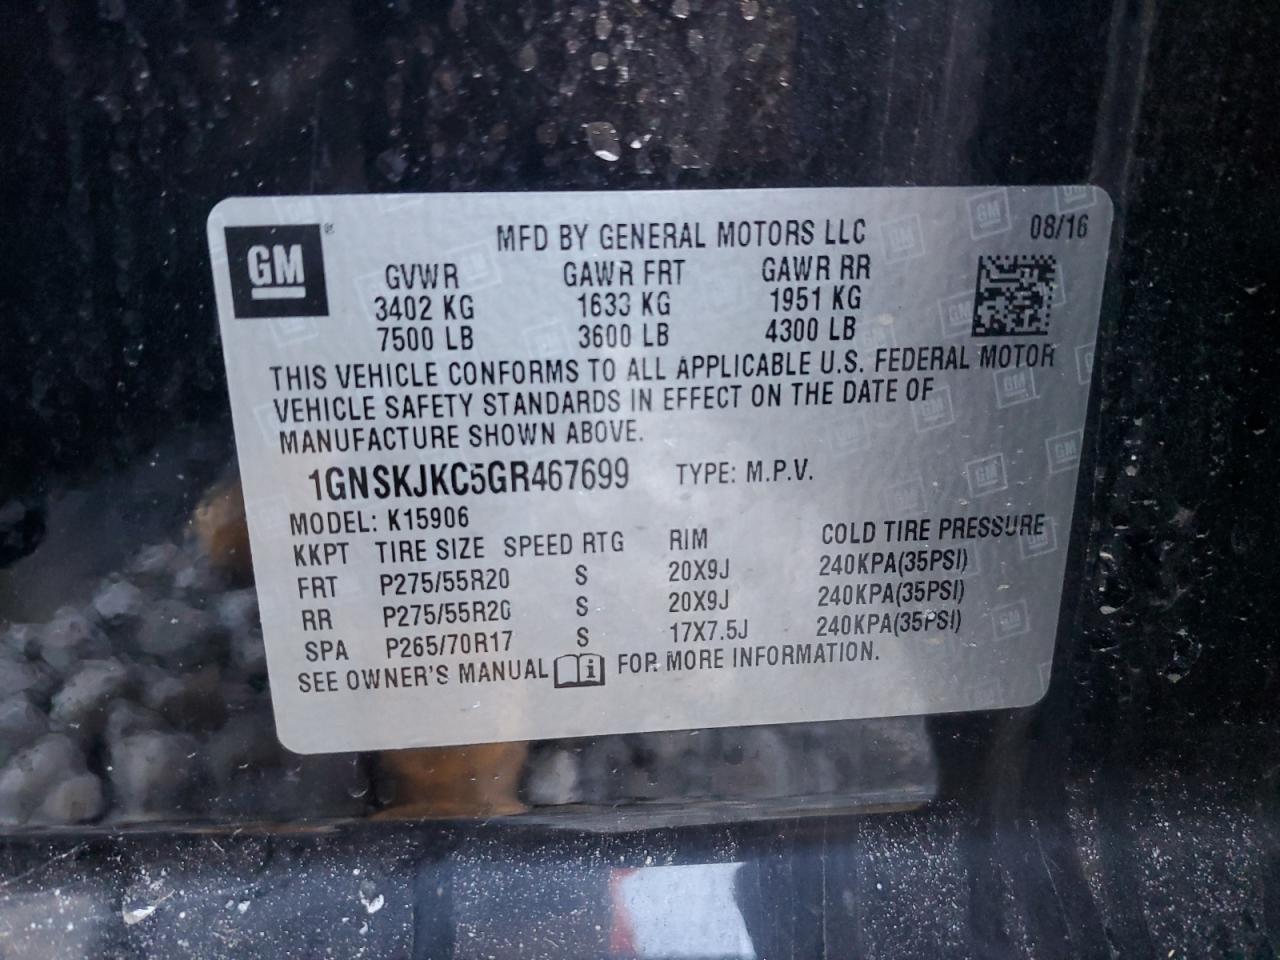 GM ®
MFD BY GENERAL MOTORS LLC 08/16
GVWR GAWR FRT GAWR RR
3402 KG 1633 KG 1951 KG
7500 LB 3600 LB 4300 LB
THIS VEHICLE CONFORMS TO ALL APPLICABLE U.S. FEDERAL MOTOR
VEHICLE SAFETY STANDARDS IN EFFECT ON THE DATE OF
MANUFACTURE SHOWN ABOVE.
1GNSKJKC5GR467699 TYPE: M.P.V.
MODEL: K15906
KKPT TIRE SIZE SPEED RTG RIM COLD TIRE PRESSURE
FRT P275/55R20 S 20X9J 240KPA(35PSI)
RR P275/55R20 S 20X9J 240KPA(35PSI)
SPA P265/70R17 S 17X7.5J 240KPA(35PSI)
SEE OWNER'S MANUAL i FOR MORE INFORMATION.